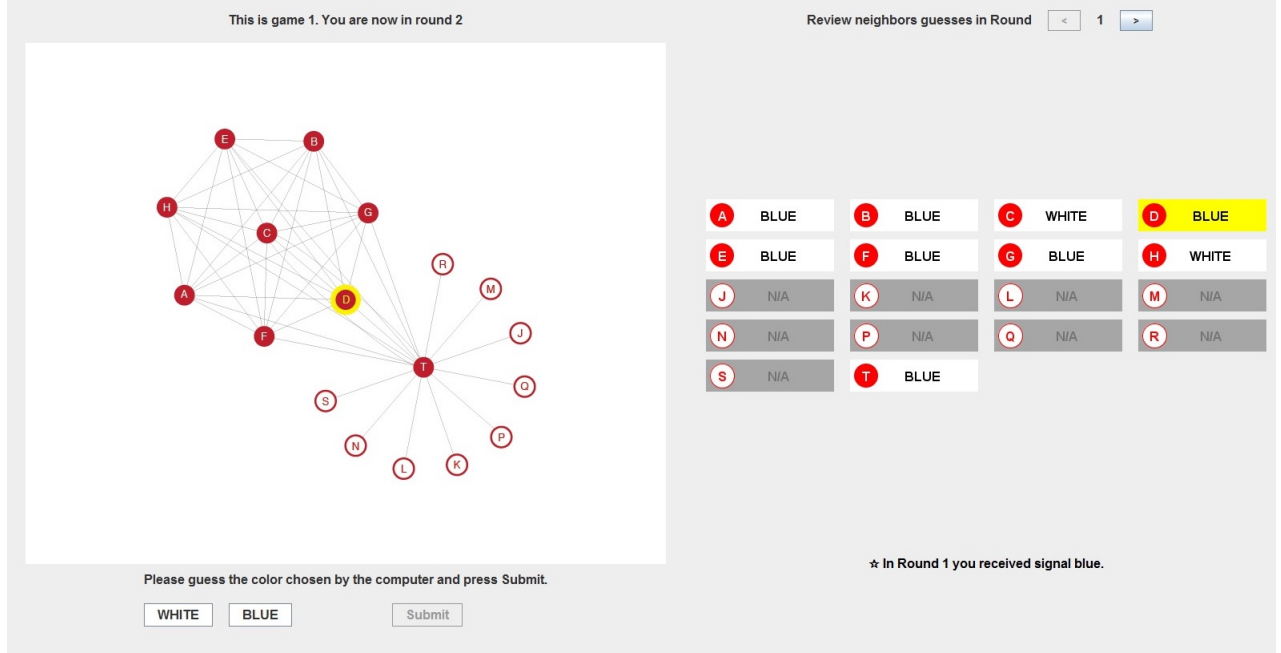 This is game 1. You are now in round 2
Review neighbors guesses in Round < 1 >
E B
H G
C
R
M
A D
J
F
T
Q
S
P
N
L K
A BLUE B BLUE C WHITE D BLUE
E BLUE F BLUE G BLUE H WHITE
J N/A K N/A L N/A M N/A
N N/A P N/A Q N/A R N/A
S N/A T BLUE
☆ In Round 1 you received signal blue.
Please guess the color chosen by the computer and press Submit.
WHITE BLUE Submit